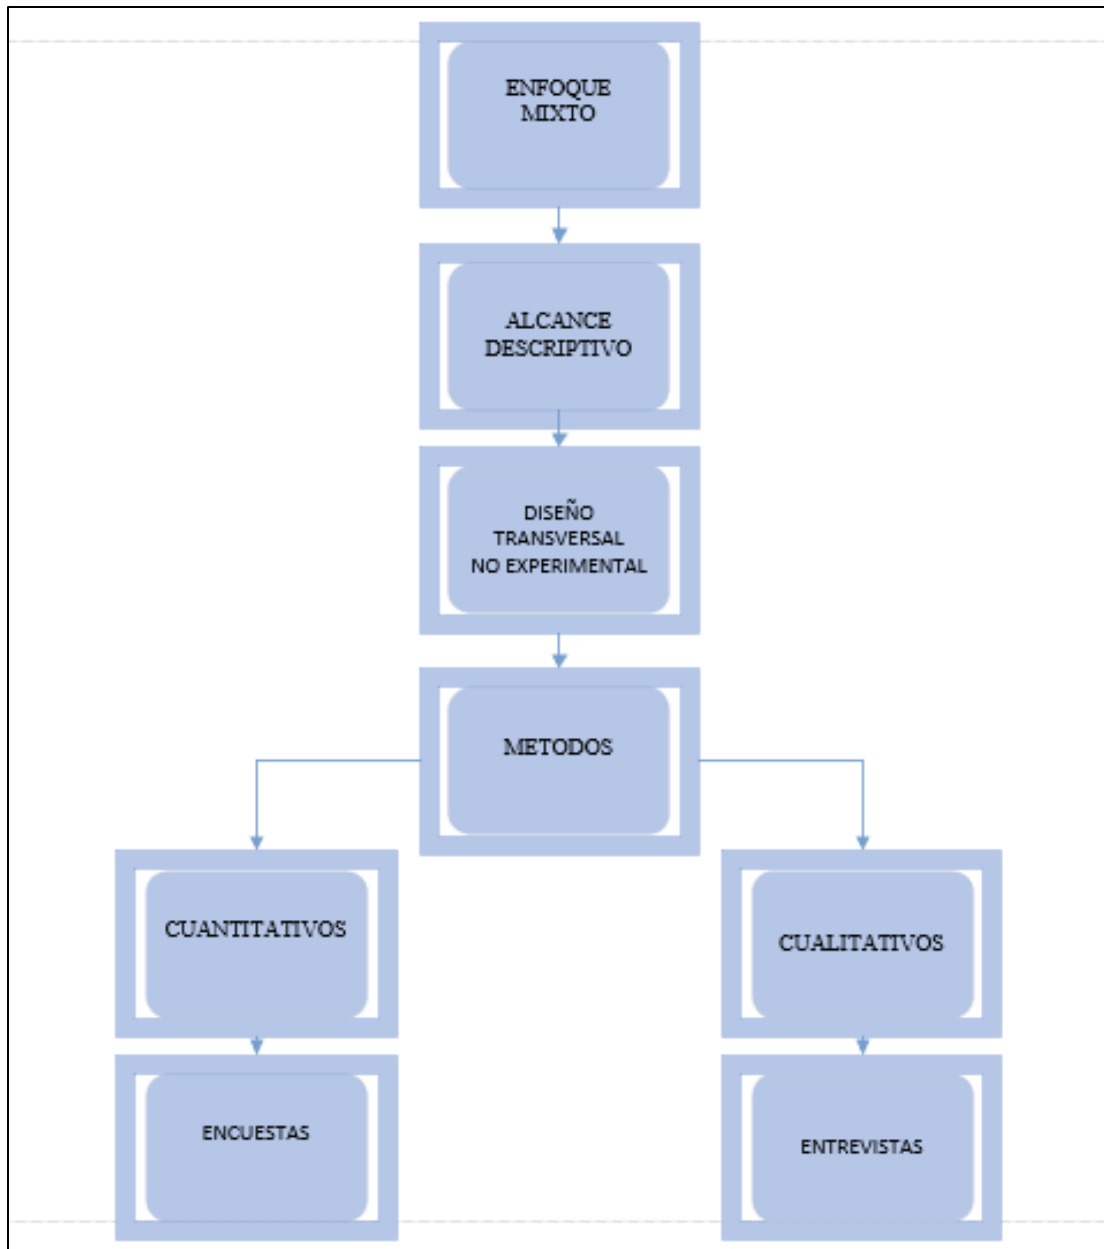 ENFOQUE
MIXTO
ALCANCE
DESCRIPTIVO
DISEÑO
TRANSVERSAL
NO EXPERIMENTAL
METODOS
CUANTITATIVOS
CUALITATIVOS
ENCUESTAS
ENTREVISTAS